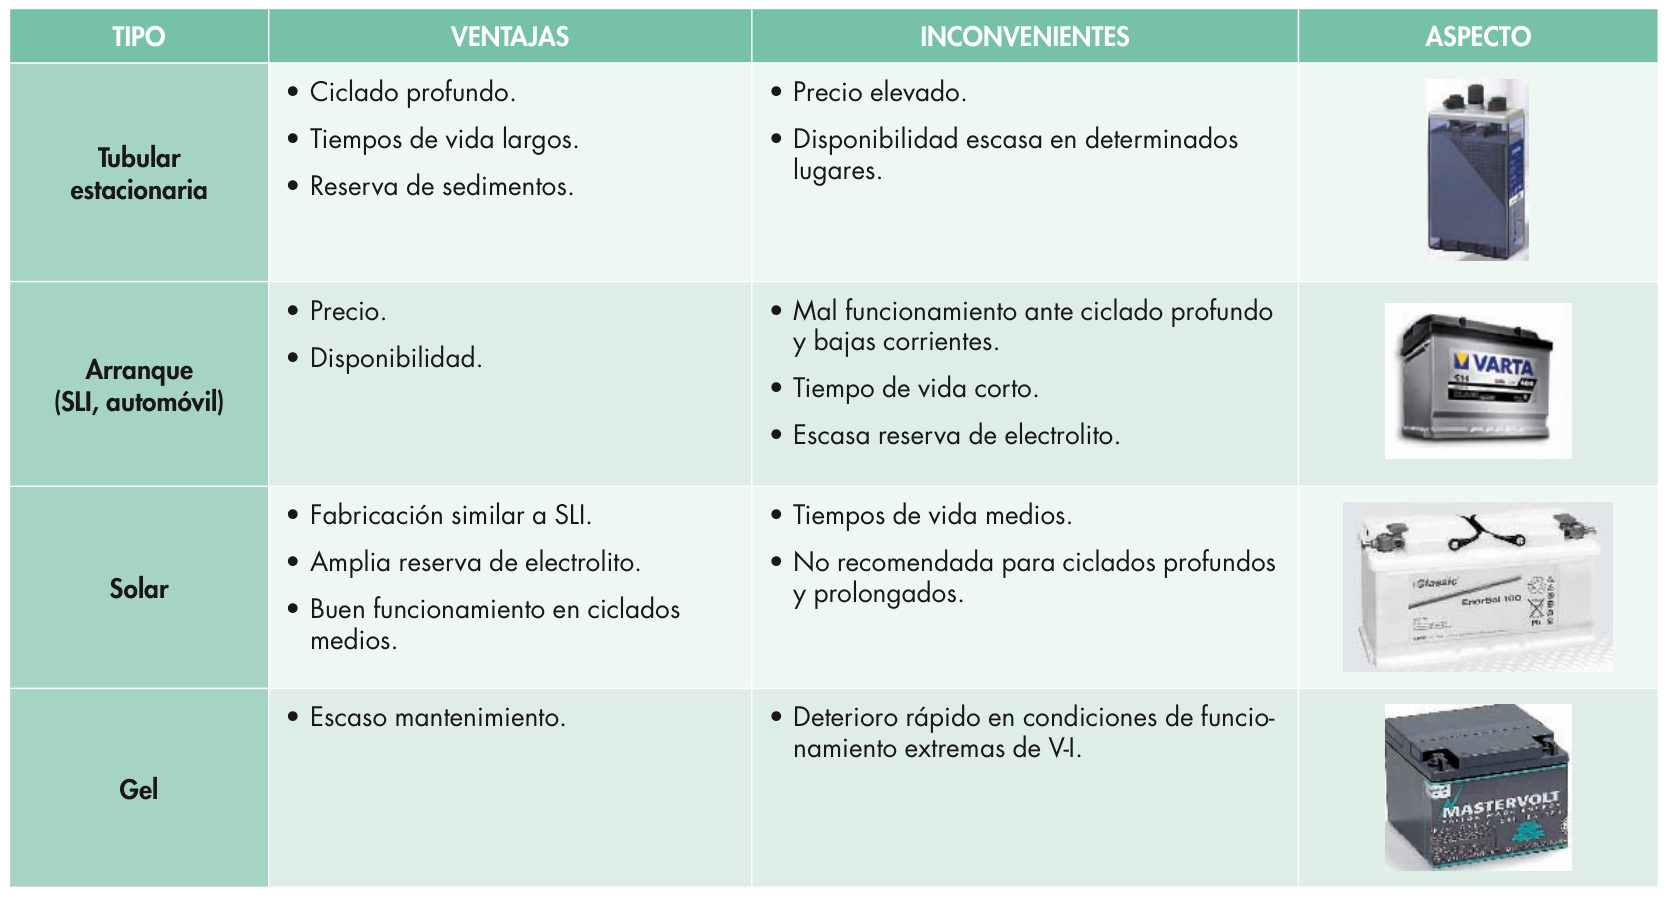 TIPO
VENTAJAS
INCONVENIENTES
ASPECTO
Tubular
estacionaria
• Ciclado profundo.
• Tiempos de vida largos.
• Reserva de sedimentos.
• Precio elevado.
• Disponibilidad escasa en determinados
lugares.
Arranque
(SLI, automóvil)
• Precio.
• Disponibilidad.
• Mal funcionamiento ante ciclado profundo
y bajas corrientes.
• Tiempo de vida corto.
• Escasa reserva de electrolito.
VARTA
Solar
• Fabricación similar a SLI.
• Amplia reserva de electrolito.
• Buen funcionamiento en ciclados
medios.
• Tiempos de vida medios.
• No recomendada para ciclados profundos
y prolongados.
Classic
EnerSol 100
Pb
Gel
• Escaso mantenimiento.
• Deterioro rápido en condiciones de funcio-
namiento extremas de V-I.
MASTERVOLT